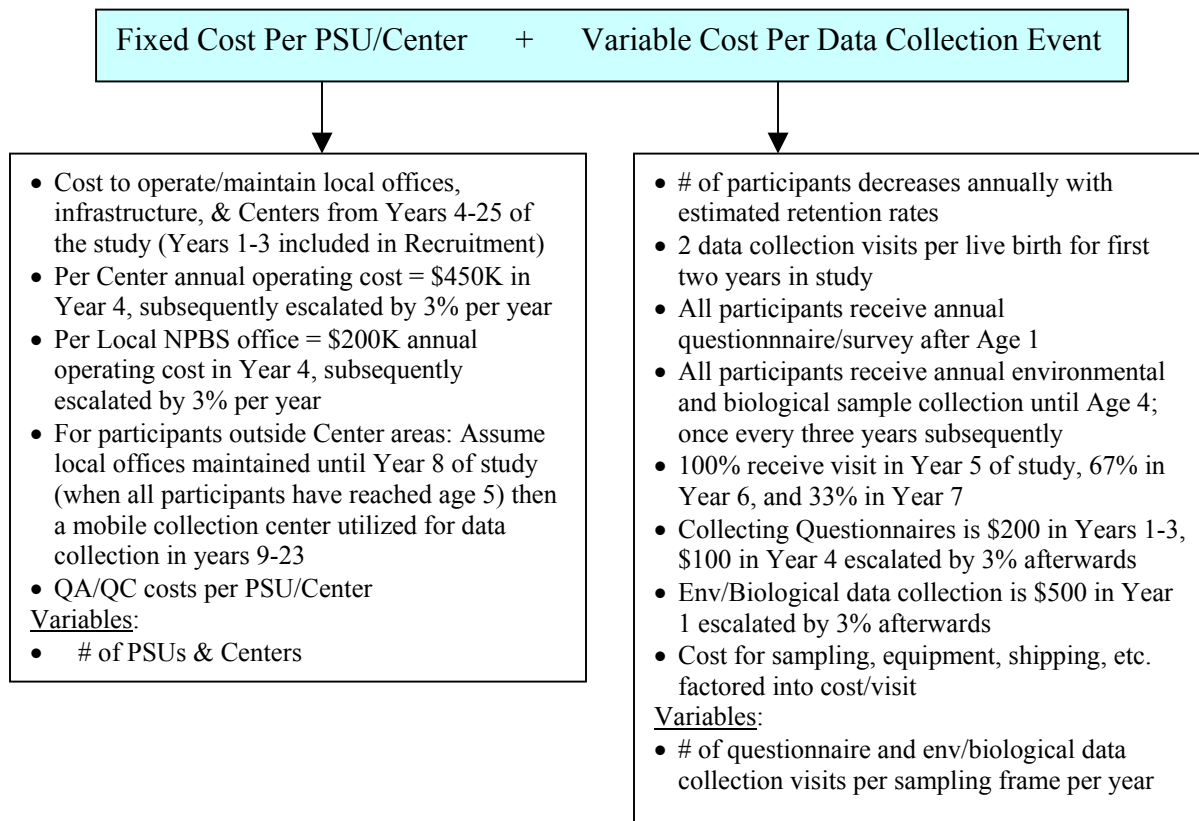 Fixed Cost Per PSU/Center + Variable Cost Per Data Collection Event
• Cost to operate/maintain local offices,
infrastructure, & Centers from Years 4-25 of
the study (Years 1-3 included in Recruitment)
• Per Center annual operating cost = $450K in
Year 4, subsequently escalated by 3% per year
• Per Local NPBS office = $200K annual
operating cost in Year 4, subsequently
escalated by 3% per year
• For participants outside Center areas: Assume
local offices maintained until Year 8 of study
(when all participants have reached age 5) then
a mobile collection center utilized for data
collection in years 9-23
• QA/QC costs per PSU/Center
Variables:
• # of PSUs & Centers
• # of participants decreases annually with
estimated retention rates
• 2 data collection visits per live birth for first
two years in study
• All participants receive annual
questionnnaire/survey after Age 1
• All participants receive annual environmental
and biological sample collection until Age 4;
once every three years subsequently
• 100% receive visit in Year 5 of study, 67% in
Year 6, and 33% in Year 7
• Collecting Questionnaires is $200 in Years 1-3,
$100 in Year 4 escalated by 3% afterwards
• Env/Biological data collection is $500 in Year
1 escalated by 3% afterwards
• Cost for sampling, equipment, shipping, etc.
factored into cost/visit
Variables:
• # of questionnaire and env/biological data
collection visits per sampling frame per year